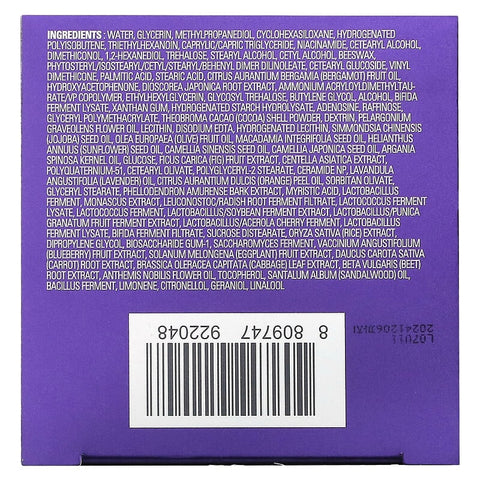 INGREDIENTS : WATER, GLYCERIN, METHYLPROPANEDIOL, CYCLOHEXASILOXANE, HYDROGENATED
POLYISOBUTENE, TRIETHYLHEXANOIN, CAPRYLIC/CAPRIC TRIGLYCERIDE, NIACINAMIDE, CETEARYL ALCOHOL,
DIMETHICONOL, 1,2-HEXANEDIOL, TREHALOSE, STEARYL ALCOHOL, CETYL ALCOHOL, BEESWAX,
PHYTOSTERYL/ISOSTEARYL/CETYL/STEARYL/BEHENYL DIMER DILINOLEATE, CETEARYL GLUCOSIDE, VINYL
DIMETHICONE, PALMITIC ACID, STEARIC ACID, CITRUS AURANTIUM BERGAMIA (BERGAMOT) FRUIT OIL,
HYDROXYACETOPHENONE, DIOSCOREA JAPONICA ROOT EXTRACT, AMMONIUM ACRYLOYLDIMETHYLTAU-
RATE/VP COPOLYMER, ETHYLHEXYLGLYCERIN, GLYCOSYL TREHALOSE, BUTYLENE GLYCOL, ALCOHOL, BIFIDA
FERMENT LYSATE, XANTHAN GUM, HYDROGENATED STARCH HYDROLYSATE, ADENOSINE, RAFFINOSE,
GLYCERYL POLYMETHACRYLATE, THEOBROMA CACAO (COCOA) SHELL POWDER, DEXTRIN, PELARGONIUM
GRAVEOLENS FLOWER OIL, LECITHIN, DISODIUM EDTA, HYDROGENATED LECITHIN, SIMMONDSIA CHINENSIS
(JOJOBA) SEED OIL, OLEA EUROPAEA (OLIVE) FRUIT OIL, MACADAMIA INTEGRIFOLIA SEED OIL, HELIANTHUS
ANNUUS (SUNFLOWER) SEED OIL, CAMELLIA SINENSIS SEED OIL, CAMELLIA JAPONICA SEED OIL, ARGANIA
SPINOSA KERNEL OIL, GLUCOSE, FICUS CARICA (FIG) FRUIT EXTRACT, CENTELLA ASIATICA EXTRACT,
POLYQUATERNIUM-51, CETEARYL OLIVATE, POLYGLYCERYL-2 STEARATE, CERAMIDE NP, LAVANDULA
ANGUSTIFOLIA (LAVENDER) OIL, CITRUS AURANTIUM DULCIS (ORANGE) PEEL OIL, SORBITAN OLIVATE,
GLYCERYL STEARATE, PHELLODENDRON AMURENSE BARK EXTRACT, MYRISTIC ACID, LACTOBACILLUS
FERMENT, MONASCUS EXTRACT, LEUCONOSTOC/RADISH ROOT FERMENT FILTRATE, LACTOCOCCUS FERMENT
LYSATE, LACTOCOCCUS FERMENT, LACTOBACILLUS/SOYBEAN FERMENT EXTRACT, LACTOBACILLUS/PUNICA
GRANATUM FRUIT FERMENT EXTRACT, LACTOBACILLUS/ACEROLA CHERRY FERMENT, LACTOBACILLUS
FERMENT LYSATE, BIFIDA FERMENT FILTRATE, SUCROSE DISTEARATE, ORYZA SATIVA (RICE) EXTRACT,
DIPROPYLENE GLYCOL, BIOSACCHARIDE GUM-1, SACCHAROMYCES FERMENT, VACCINIUM ANGUSTIFOLIUM
(BLUEBERRY) FRUIT EXTRACT, SOLANUM MELONGENA (EGGPLANT) FRUIT EXTRACT, DAUCUS CAROTA SATIVA
(CARROT) ROOT EXTRACT, BRASSICA OLERACEA CAPITATA (CABBAGE) LEAF EXTRACT, BETA VULGARIS (BEET)
ROOT EXTRACT, ANTHEMIS NOBILIS FLOWER OIL, TOCOPHEROL, SANTALUM ALBUM (SANDALWOOD) OIL,
BACILLUS FERMENT, LIMONENE, CITRONELLOL, GERANIOL, LINALOOL
8 809747 922048
20241206까지
L07U11